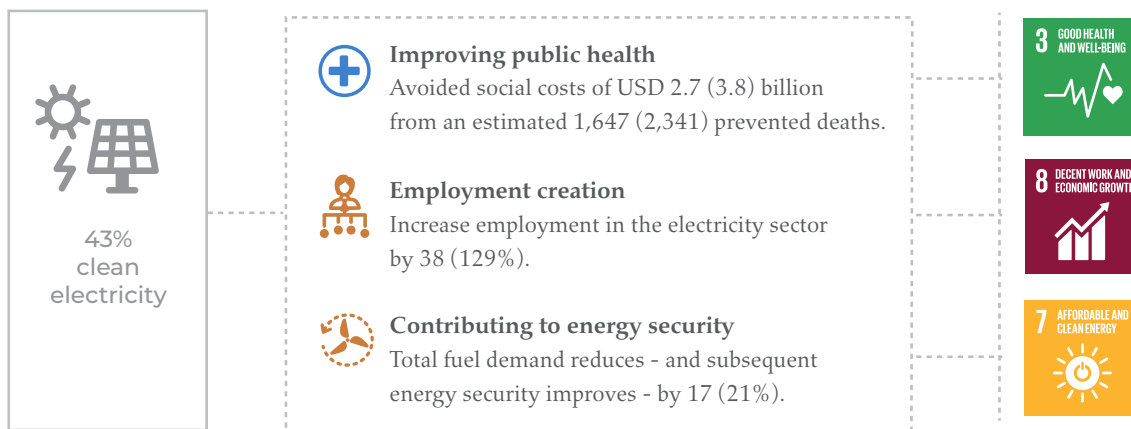 43%
clean
electricity
Improving public health
Avoided social costs of USD 2.7 (3.8) billion
from an estimated 1,647 (2,341) prevented deaths.
Employment creation
Increase employment in the electricity sector
by 38 (129%).
Contributing to energy security
Total fuel demand reduces - and subsequent
energy security improves - by 17 (21%).
3 GOOD HEALTH
AND WELL-BEING
8 DECENT WORK AND
ECONOMIC GROWTH
7 AFFORDABLE AND
CLEAN ENERGY